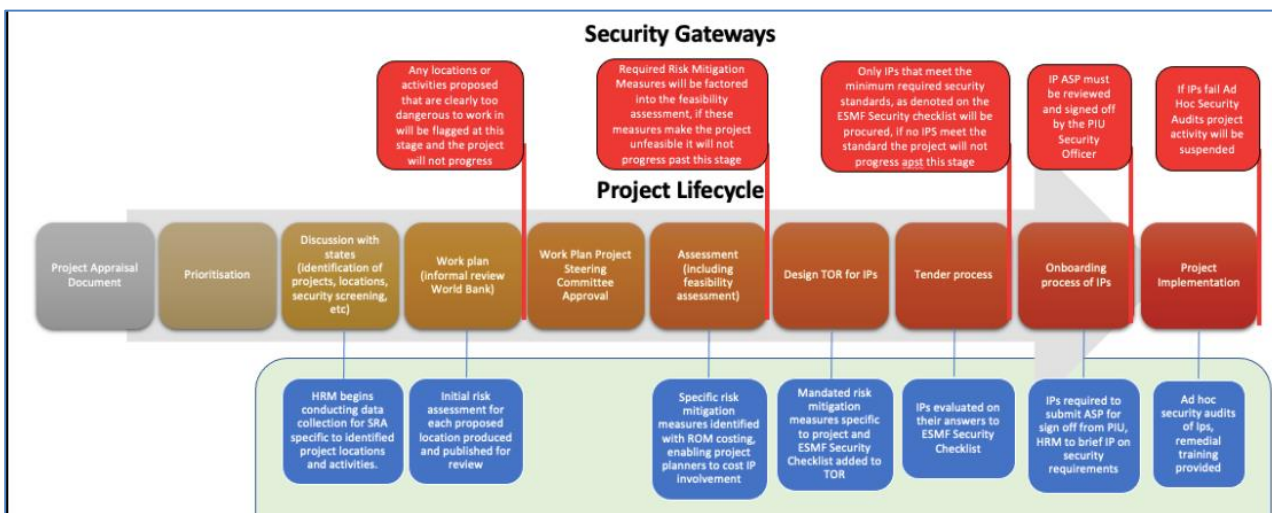 Security Gateways
Any locations or
activities proposed
that are clearly too
dangerous to work in
will be flagged at this
stage and the project
will not progress
Required Risk Mitigation
Measures will be factored
into the feasibility
assessment, if these
measures make the project
unfeasible it will not
progress past this stage
Only IPs that meet the
minimum required security
standards, as denoted on the
ESMF Security checklist will be
procured, if no IPS meet the
standard the project will not
progress apst this stage
IP ASP must
be reviewed
and signed off
by the PIU
Security
Officer
If IPs fail Ad
Hoc Security
Audits project
activity will be
suspended
Project Lifecycle
Project Appraisal
Document
Prioritisation
Discussion with
states
(identification of
projects, locations,
security screening,
etc)
Work plan
(informal review
World Bank)
Work Plan Project
Steering
Committee
Approval
Assessment
(including
feasibility
assessment)
Design TOR for IPs
Tender process
Onboarding
process of IPs
Project
Implementation
HRM begins
conducting data
collection for SRA
specific to identified
project locations
and activities.
Initial risk
assessment for
each proposed
location produced
and published for
review
Specific risk
mitigation
measures identified
with ROM costing,
enabling project
planners to cost IP
involvement
Mandated risk
mitigation
measures specific
to project and
ESMF Security
Checklist added to
TOR
IPs evaluated on
their answers to
ESMF Security
Checklist
IPs required to
submit ASP for
sign off from PIU,
HRM to brief IP on
security
requirements
Ad hoc
security audits
of Ips,
remedial
training
provided